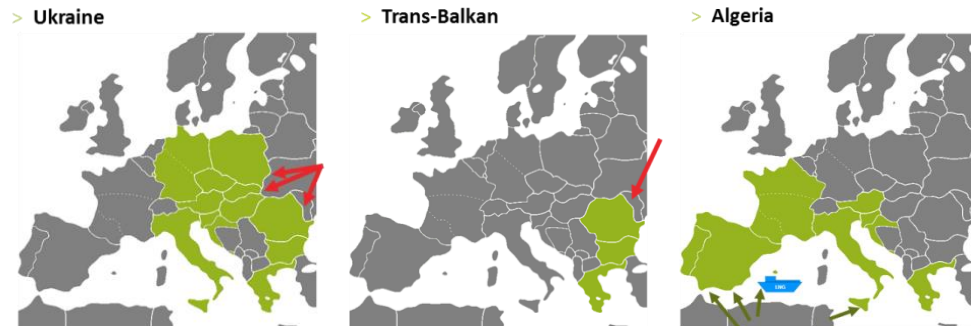 > Ukraine
> Trans-Balkan
> Algeria
LNG